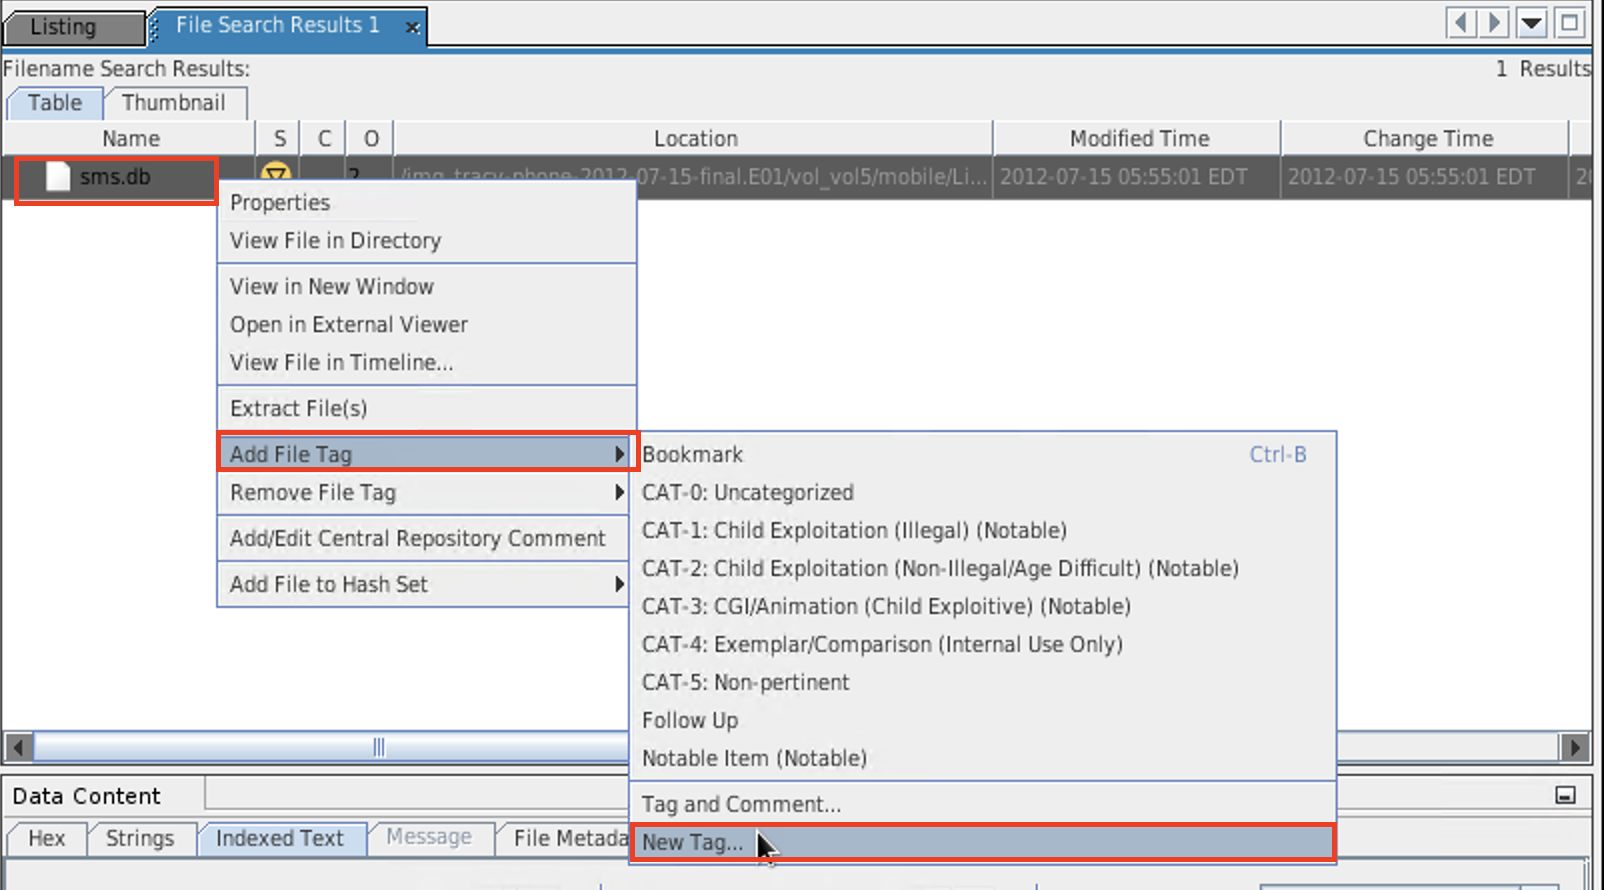 Listing
File Search Results 1
Filename Search Results:
1 Results
Table
Thumbnail
Name S C O Location Modified Time Change Time
sms.db 2 /img_tracy-phone-2012-07-15-final.E01/vol_vol5/mobile/Li... 2012-07-15 05:55:01 EDT 2012-07-15 05:55:01 EDT
Properties
View File in Directory
View in New Window
Open in External Viewer
View File in Timeline...
Extract File(s)
Add File Tag
Remove File Tag
Add/Edit Central Repository Comment
Add File to Hash Set
Bookmark Ctrl-B
CAT-0: Uncategorized
CAT-1: Child Exploitation (Illegal) (Notable)
CAT-2: Child Exploitation (Non-Illegal/Age Difficult) (Notable)
CAT-3: CGI/Animation (Child Exploitive) (Notable)
CAT-4: Exemplar/Comparison (Internal Use Only)
CAT-5: Non-pertinent
Follow Up
Notable Item (Notable)
Tag and Comment...
New Tag...
Data Content
Hex Strings Indexed Text Message File Metada